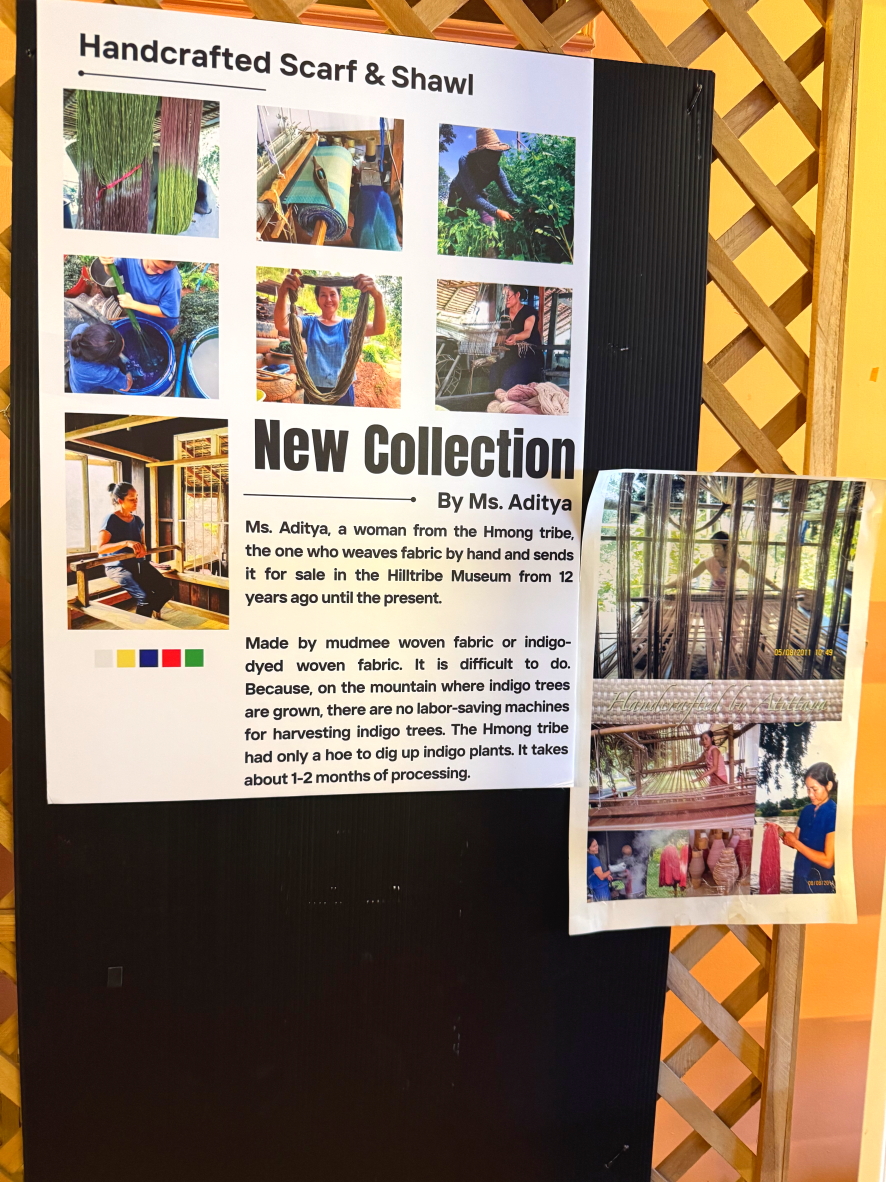 Handcrafted Scarf & Shawl
New Collection
By Ms. Aditya
Ms. Aditya, a woman from the Hmong tribe,
the one who weaves fabric by hand and sends
it for sale in the Hilltribe Museum from 12
years ago until the present.
Made by mudmee woven fabric or indigo-
dyed woven fabric. It is difficult to do.
Because, on the mountain where indigo trees
are grown, there are no labor-saving machines
for harvesting indigo trees. The Hmong tribe
had only a hoe to dig up indigo plants. It takes
about 1-2 months of processing.
05/08/2011 10:49
Handcrafted by